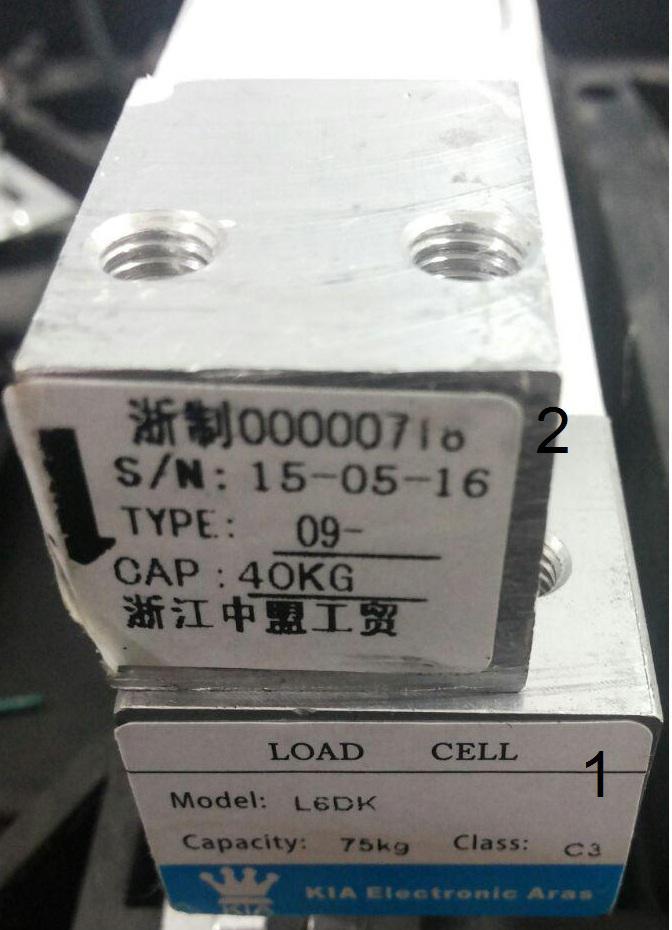 浙制00000718
S/N: 15-05-16
TYPE: 09-
CAP: 40KG
浙江中盟工贸
2
LOAD CELL
1
Model: L6DK
Capacity: 75kg Class: C3
KIA
KIA Electronic Aras